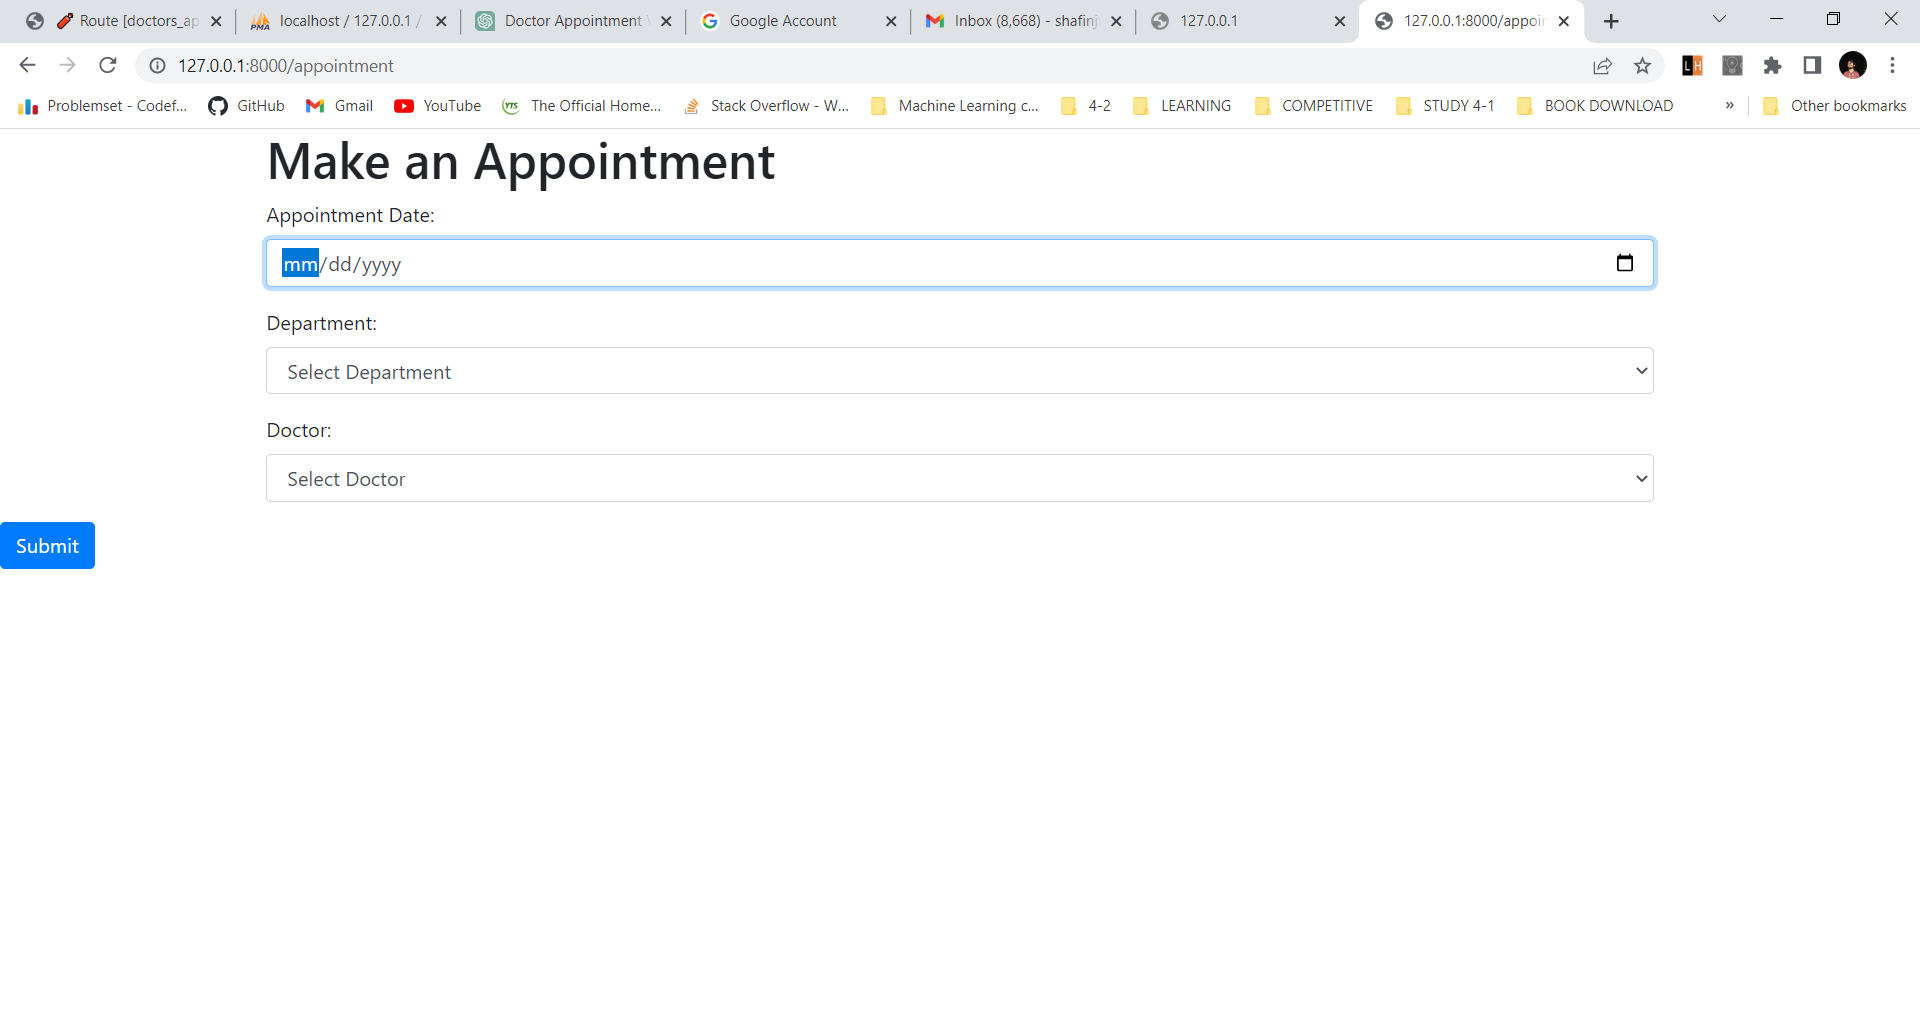 Route [doctors_ap
localhost / 127.0.0.1 /
Doctor Appointment
Google Account
Inbox (8,668) - shafinj
127.0.0.1
127.0.0.1:8000/appoin
127.0.0.1:8000/appointment
Problemset - Codef...
GitHub
Gmail
YouTube
The Official Home...
Stack Overflow - W...
Machine Learning c...
4-2
LEARNING
COMPETITIVE
STUDY 4-1
BOOK DOWNLOAD
»
Other bookmarks
Make an Appointment
Appointment Date:
mm/dd/yyyy
Department:
Select Department
Doctor:
Select Doctor
Submit